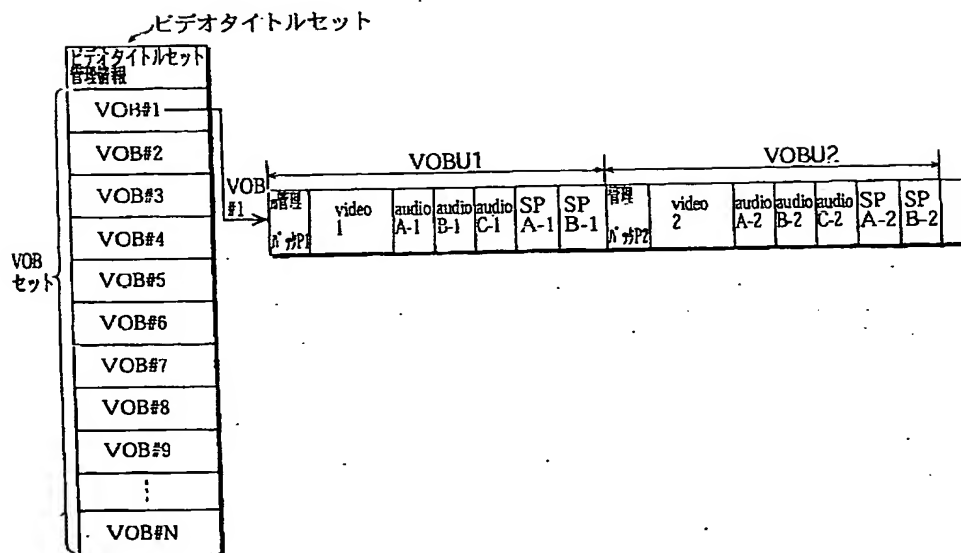 ビデオタイトルセット
ビデオタイトルセット
管理情報
VOB#1
VOB#2
VOB#3
VOB#4
VOB#5
VOB#6
VOB#7
VOB#8
VOB#9
VOB#N
VOB
セット
VOB
#1
VOBU1
VOBU2
管理
パックP1
video
1
audio
A-1
audio
B-1
audio
C-1
SP
A-1
SP
B-1
管理
パックP2
video
2
audio
A-2
audio
B-2
audio
C-2
SP
A-2
SP
B-2